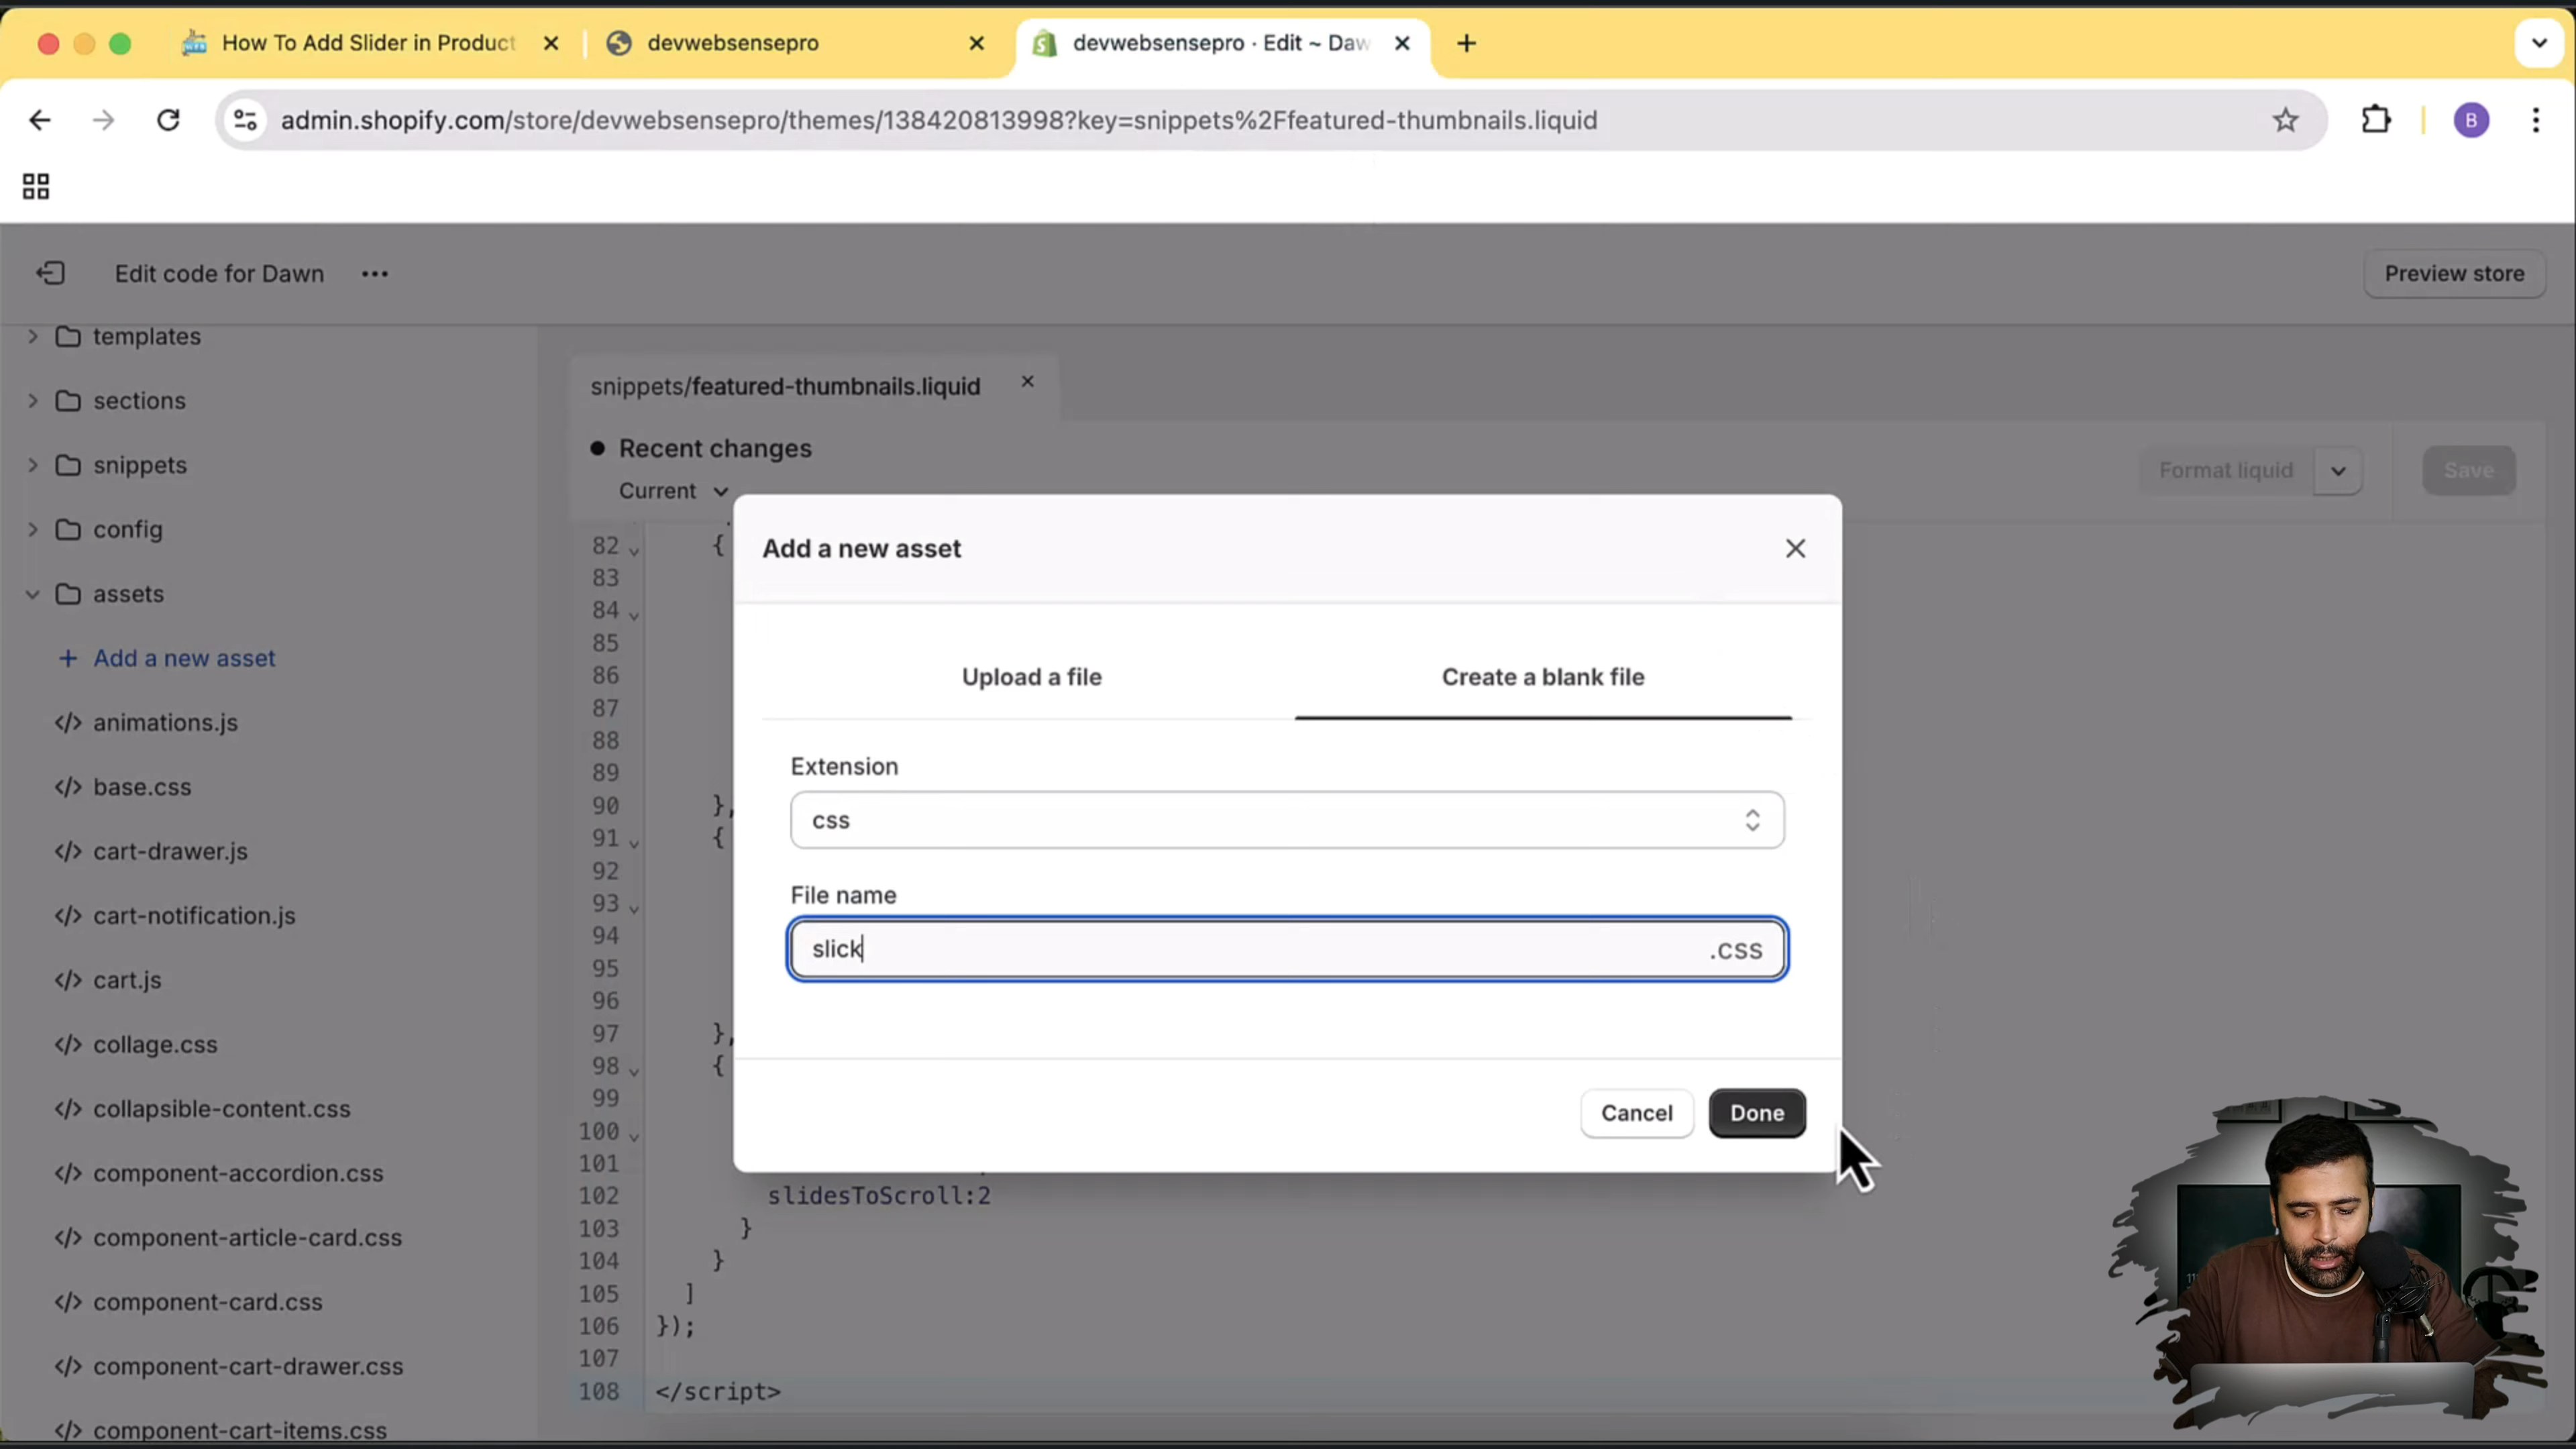 How To Add Slider in Product
devwebsensepro
devwebsensepro · Edit ~ Daw
admin.shopify.com/store/devwebsensepro/themes/138420813998?key=snippets%2Ffeatured-thumbnails.liquid
B
Edit code for Dawn
Preview store
templates
sections
snippets
config
assets
+ Add a new asset
</> animations.js
</> base.css
</> cart-drawer.js
</> cart-notification.js
</> cart.js
</> collage.css
</> collapsible-content.css
</> component-accordion.css
</> component-article-card.css
</> component-card.css
</> component-cart-drawer.css
</> component-cart-items.css
snippets/featured-thumbnails.liquid
Recent changes
Current
Format liquid
Save
82 {
83
84
85
86
87
88
89
90 },
91 {
92
93
94
95
96
97 },
98 {
99
100
101
102 slidesToScroll:2
103 }
104 }
105 ]
106 });
107
108 </script>
Add a new asset
Upload a file
Create a blank file
Extension
css
File name
slick
.css
Cancel
Done